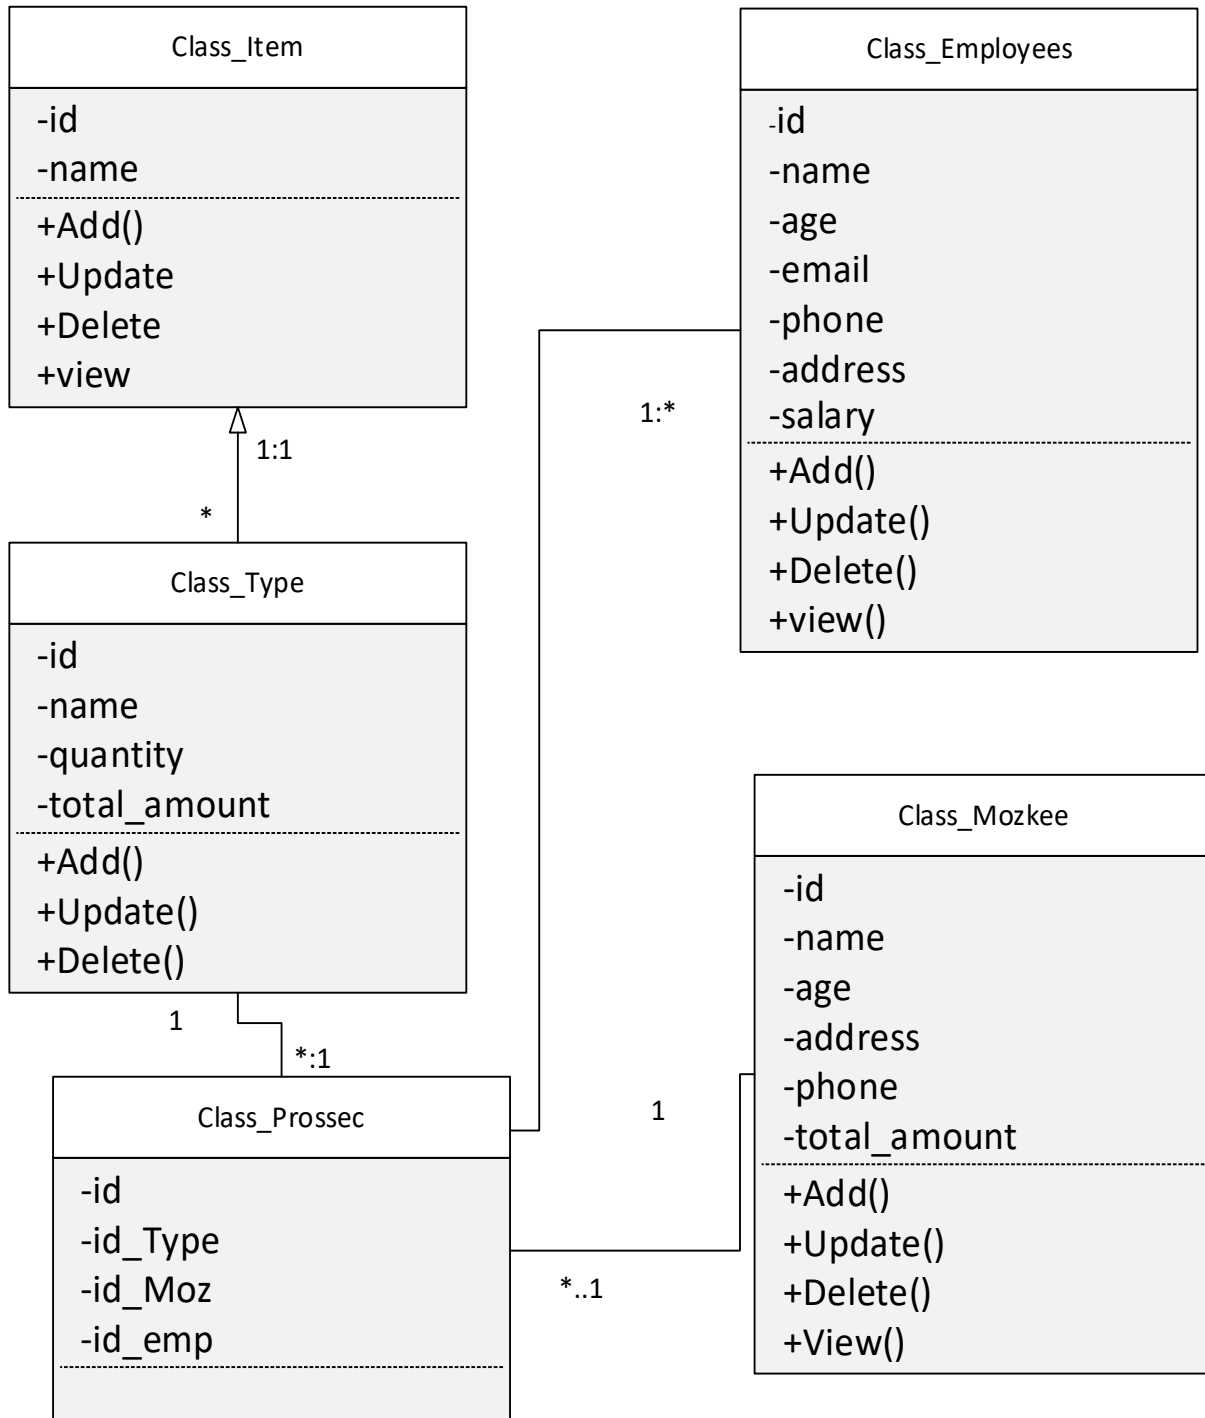 Class_Item
-id
-name
+Add()
+Update
+Delete
+view
1:1
*
Class_Type
-id
-name
-quantity
-total_amount
+Add()
+Update()
+Delete()
1
*:1
Class_Prossec
-id
-id_Type
-id_Moz
-id_emp
Class_Employees
-id
-name
-age
-email
-phone
-address
-salary
+Add()
+Update()
+Delete()
+view()
1:*
Class_Mozkee
-id
-name
-age
-address
-phone
-total_amount
+Add()
+Update()
+Delete()
+View()
1
*..1